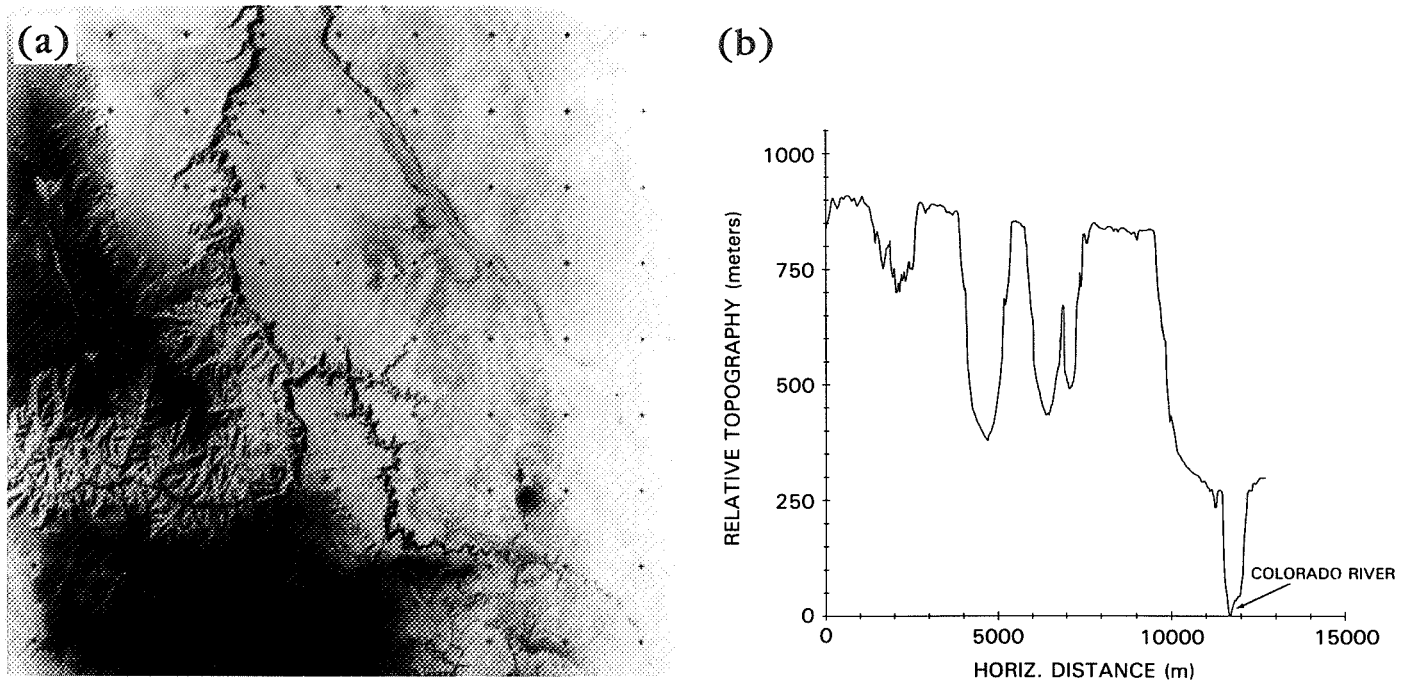 (a)
(b)
1000
750
500
250
0
RELATIVE TOPOGRAPHY (meters)
COLORADO RIVER
0
5000
10000
15000
HORIZ. DISTANCE (m)